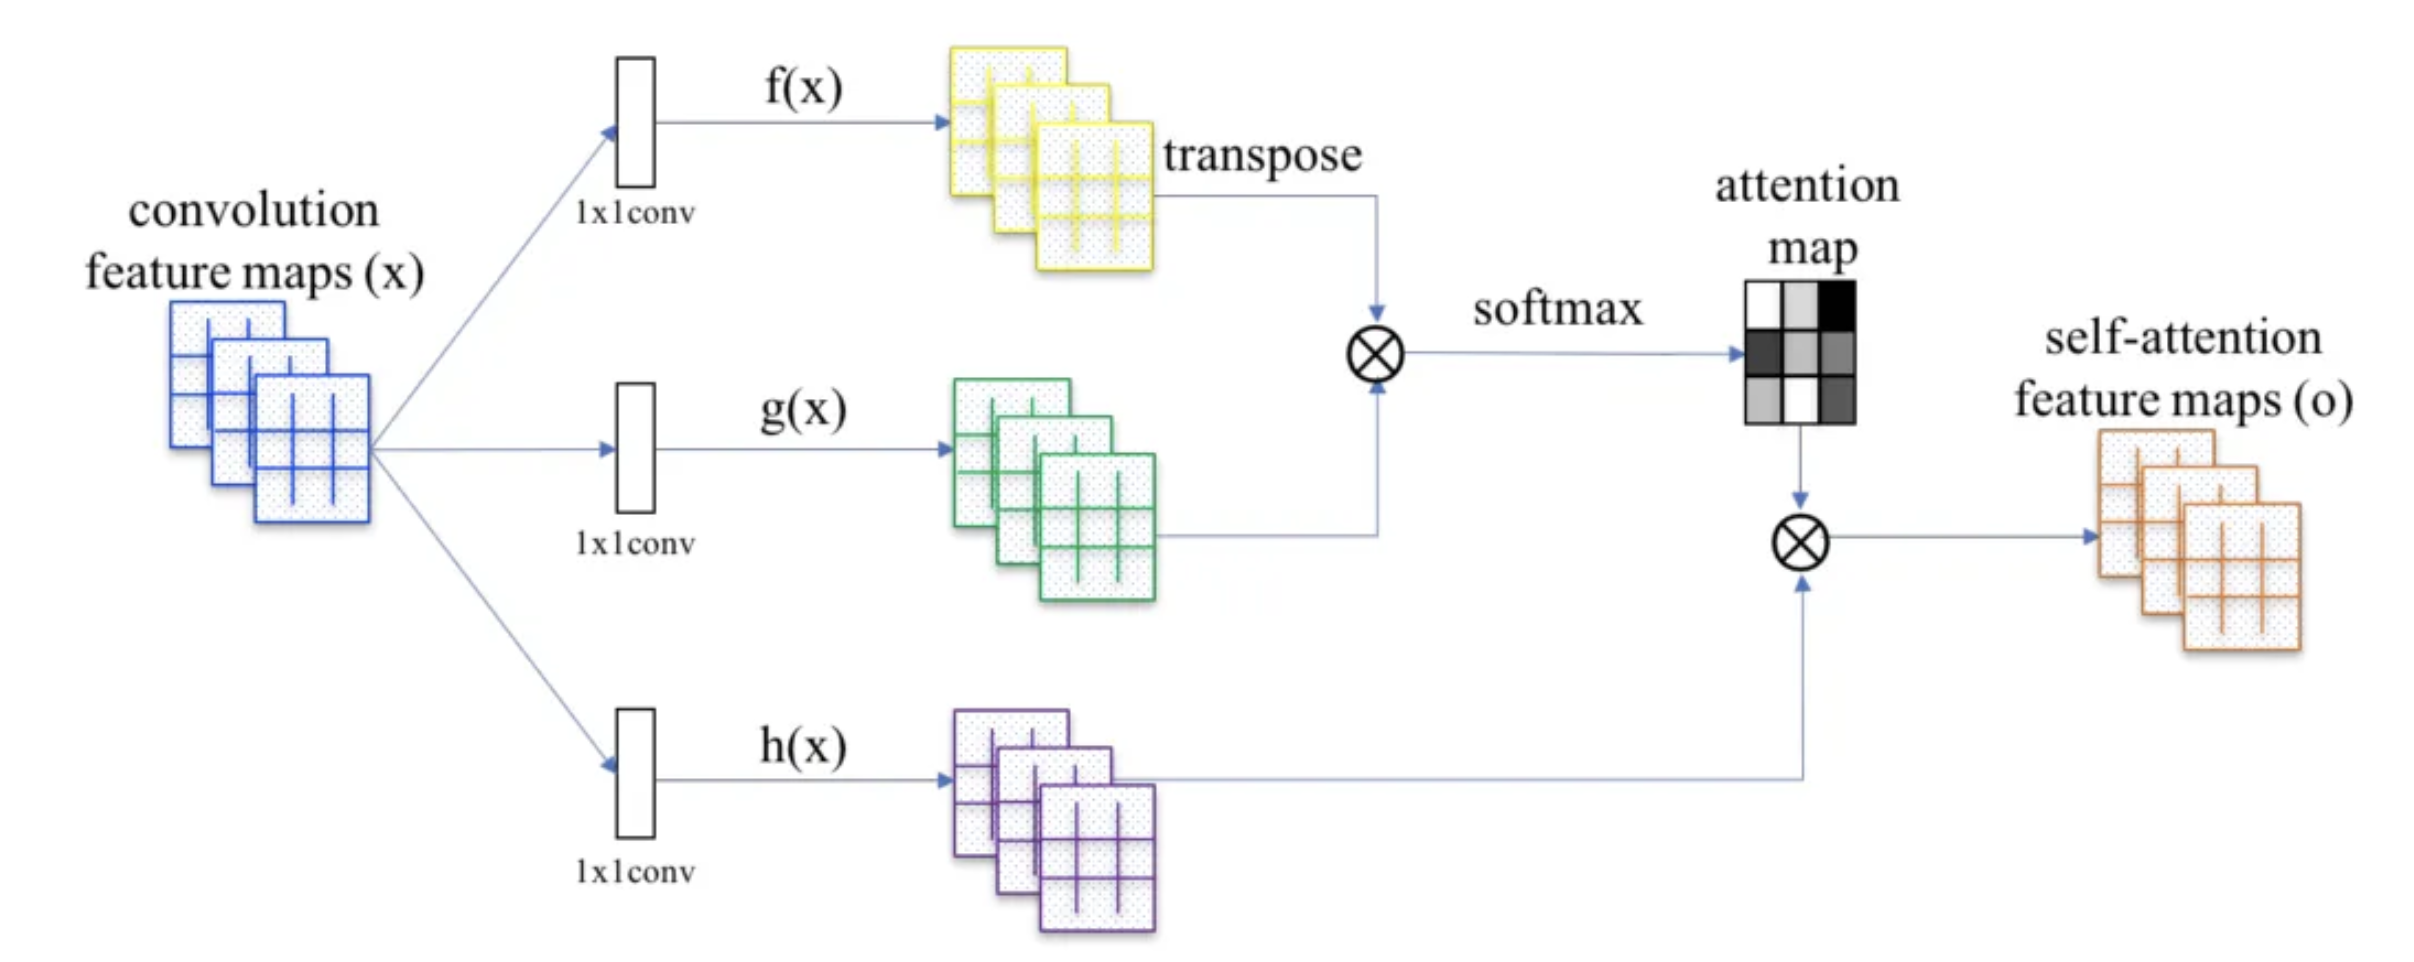 convolution
feature maps (x)
1x1conv
f(x)
transpose
1x1conv
g(x)
1x1conv
h(x)
softmax
attention
map
self-attention
feature maps (o)